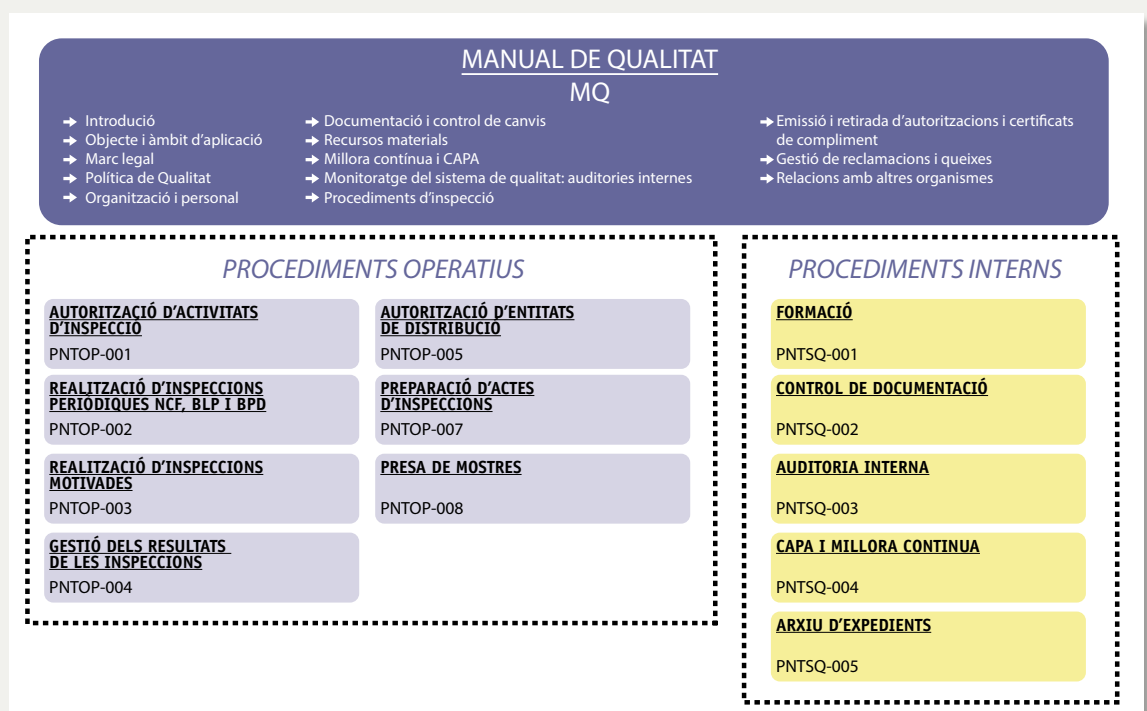 MANUAL DE QUALITAT
MQ
➔ Introducció
➔ Objecte i àmbit d'aplicació
➔ Marc legal
➔ Política de Qualitat
➔ Organització i personal
➔ Documentació i control de canvis
➔ Recursos materials
➔ Millora contínua i CAPA
➔ Monitoratge del sistema de qualitat: auditories internes
➔ Procediments d'inspecció
➔ Emissió i retirada d'autoritzacions i certificats
de compliment
➔ Gestió de reclamacions i queixes
➔ Relacions amb altres organismes
PROCEDIMENTS OPERATIUS
AUTORITZACIÓ D'ACTIVITATS
D'INSPECCIÓ
PNTOP-001
REALITZACIÓ D'INSPECCIONS
PERIÒDIQUES NCF, BLP I BPD
PNTOP-002
REALITZACIÓ D'INSPECCIONS
MOTIVADES
PNTOP-003
GESTIÓ DELS RESULTATS
DE LES INSPECCIONS
PNTOP-004
AUTORITZACIÓ D'ENTITATS
DE DISTRIBUCIÓ
PNTOP-005
PREPARACIÓ D'ACTES
D'INSPECCIONS
PNTOP-007
PRESA DE MOSTRES
PNTOP-008
PROCEDIMENTS INTERNS
FORMACIÓ
PNTSQ-001
CONTROL DE DOCUMENTACIÓ
PNTSQ-002
AUDITORIA INTERNA
PNTSQ-003
CAPA I MILLORA CONTINUA
PNTSQ-004
ARXIU D'EXPEDIENTS
PNTSQ-005